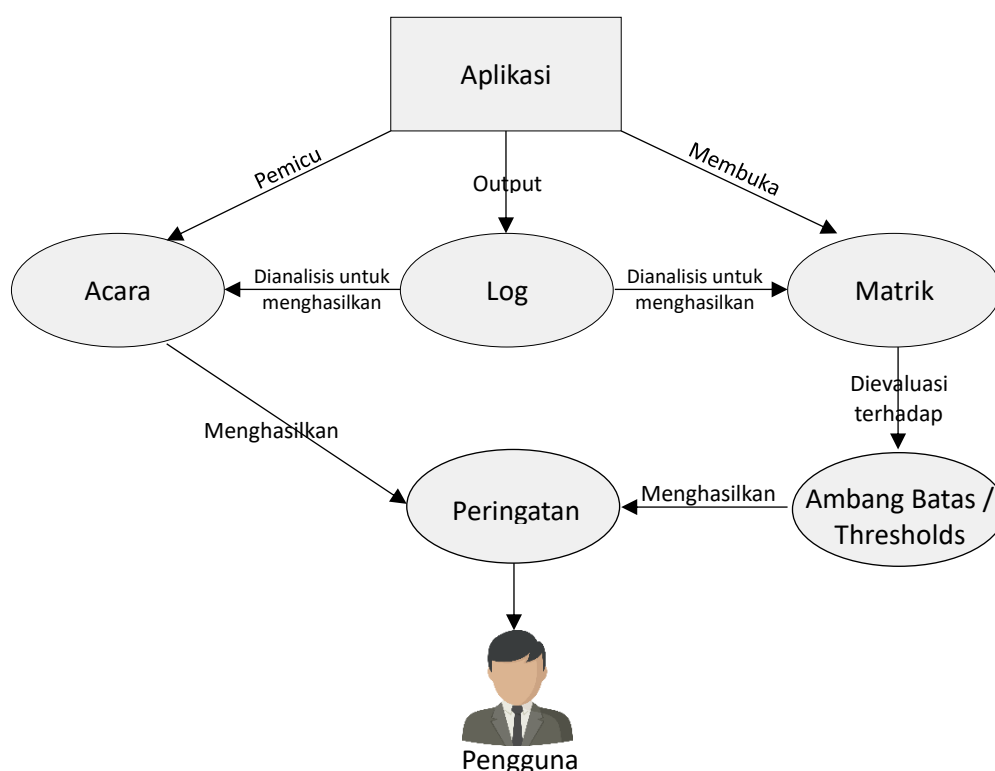 Aplikasi
Pemicu
Output
Membuka
Acara
Dianalisis untuk
menghasilkan
Log
Dianalisis untuk
menghasilkan
Matrik
Dievaluasi
terhadap
Menghasilkan
Peringatan
Menghasilkan
Ambang Batas /
Thresholds
Pengguna